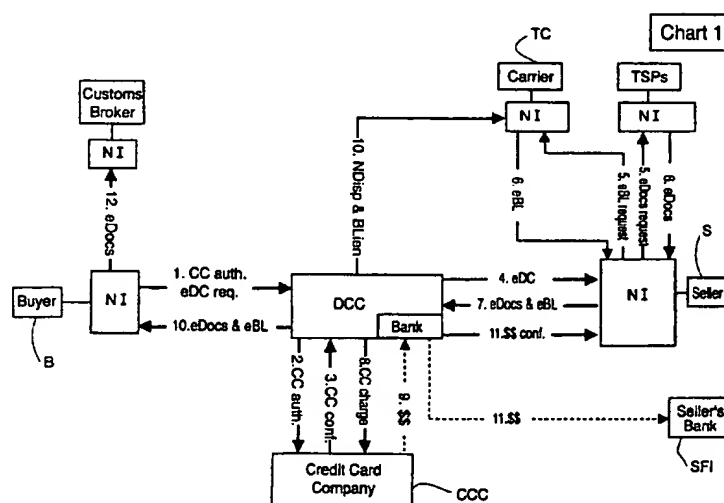 Chart 1
TC
Carrier
TSPs
Customs
Broker
NI
NI
NI
10. NDisp & BLien
6. eBL
5. eBL request
5. eDocs request
6. eDocs
12. eDocs
S
1. CC auth.
eDC req.
4. eDC
Buyer
NI
DCC
7. eDocs & eBL
NI
Seller
Bank
10.eDocs & eBL
11.$$ conf.
B
2.CC auth.
3.CC conf.
8.CC charge
9. $$
11.$$
Seller's
Bank
Credit Card
Company
CCC
SFI